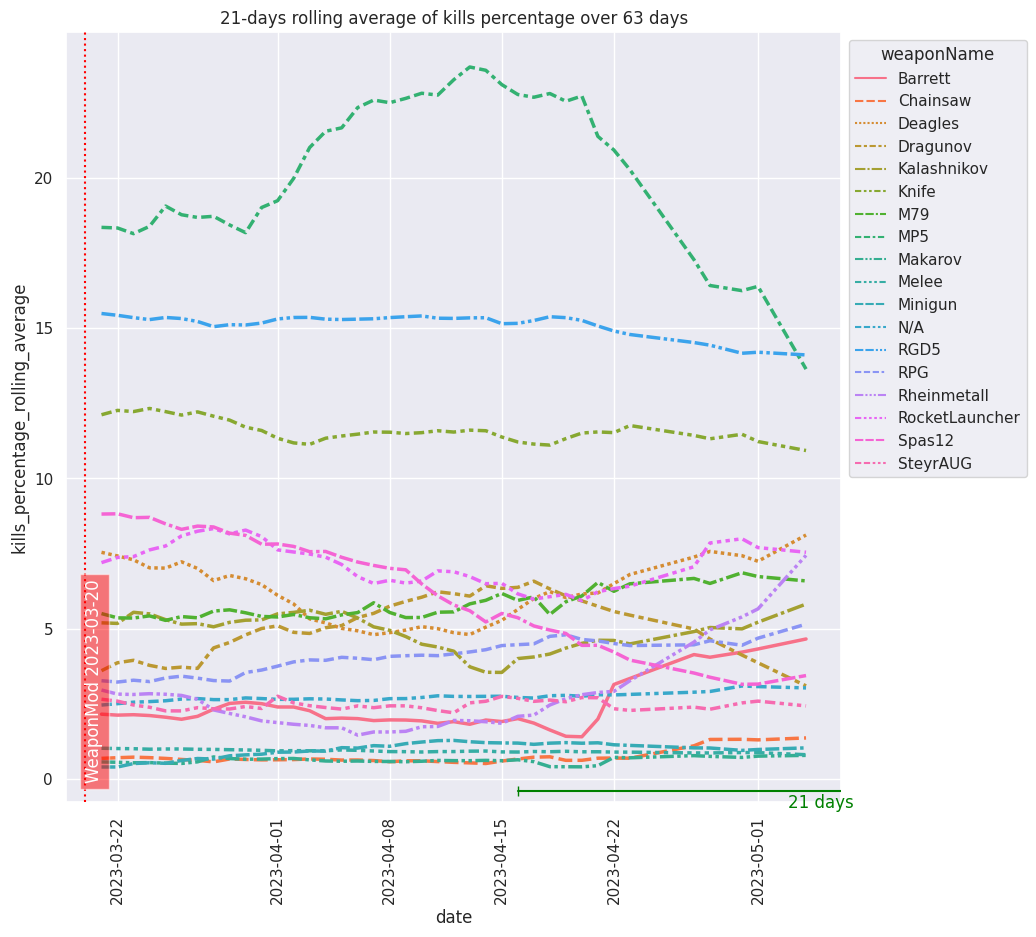 21-days rolling average of kills percentage over 63 days
kills_percentage_rolling_average
20
15
10
5
0
WeaponMod 2023-03-20
21 days
2023-03-22
2023-04-01
2023-04-08
2023-04-15
2023-04-22
2023-05-01
date
weaponName
Barrett
Chainsaw
Deagles
Dragunov
Kalashnikov
Knife
M79
MP5
Makarov
Melee
Minigun
N/A
RGD5
RPG
Rheinmetall
RocketLauncher
Spas12
SteyrAUG